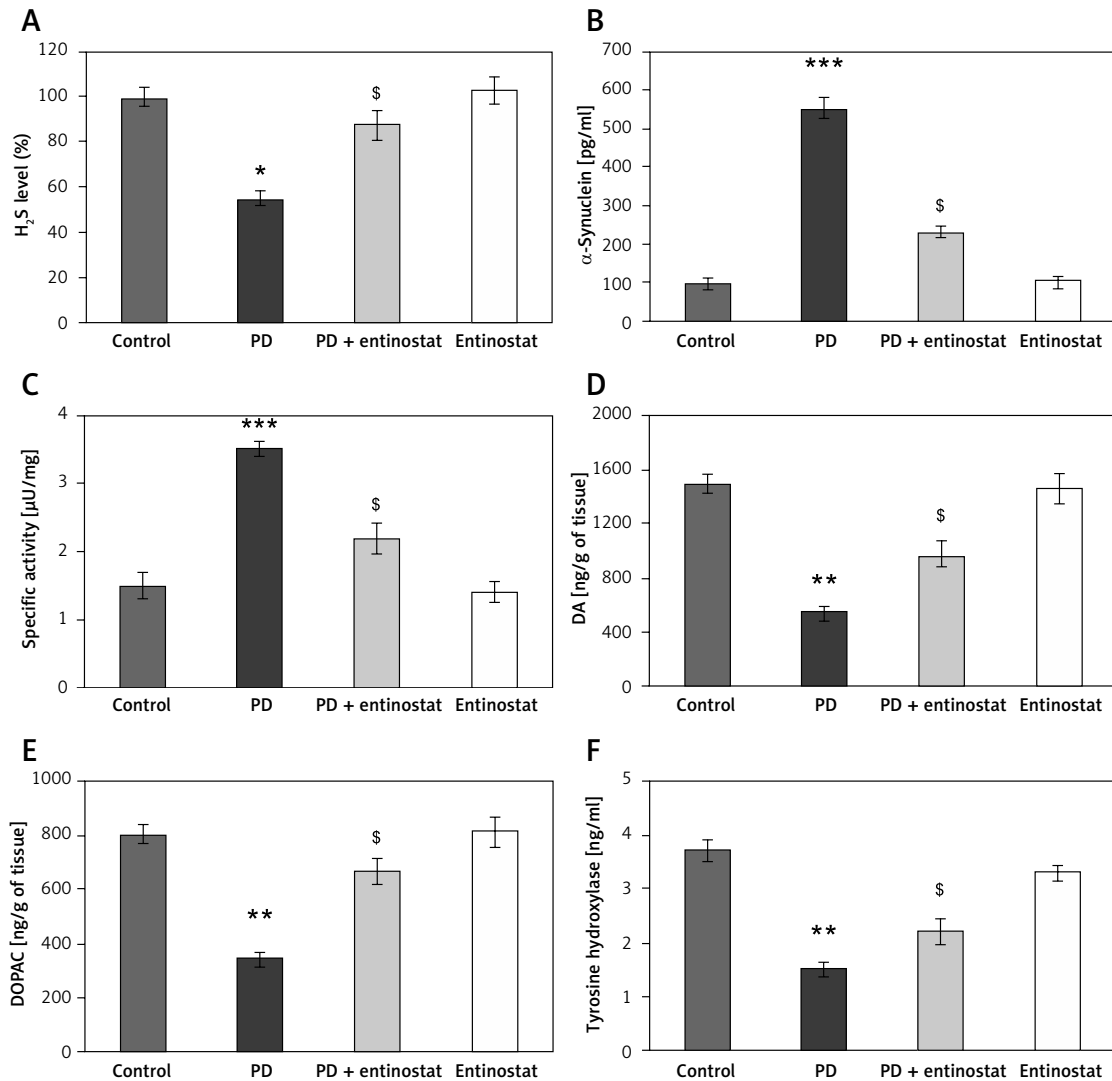 A
H₂S level (%)
120
100
80
60
40
20
0
*
$
Control PD PD + entinostat Entinostat
B
α-Synuclein [pg/ml]
700
600
500
400
300
200
100
0
***
$
Control PD PD + entinostat Entinostat
C
Specific activity [µU/mg]
4
3
2
1
0
***
$
Control PD PD + entinostat Entinostat
D
DA [ng/g of tissue]
2000
1600
1200
800
400
0
**
$
Control PD PD + entinostat Entinostat
E
DOPAC [ng/g of tissue]
1000
800
600
400
200
0
**
$
Control PD PD + entinostat Entinostat
F
Tyrosine hydroxylase [ng/ml]
5
4
3
2
1
0
**
$
Control PD PD + entinostat Entinostat